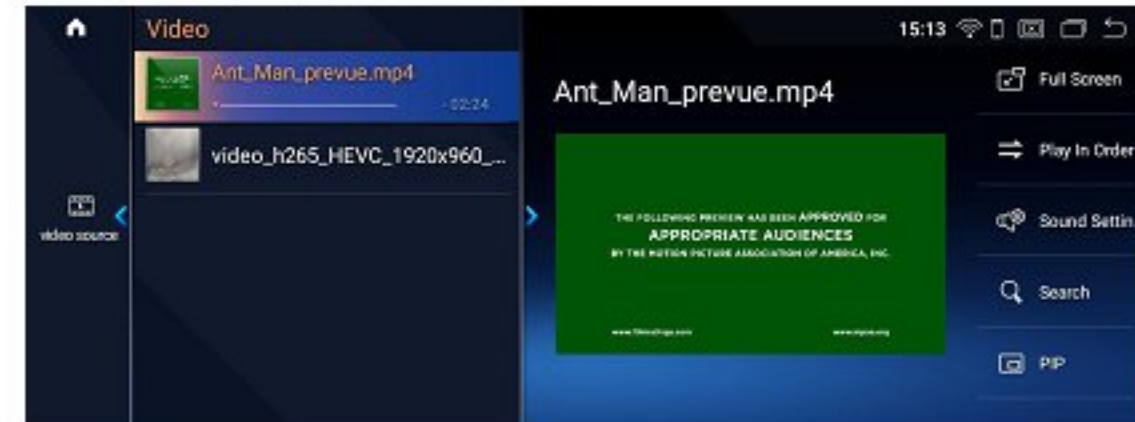 Video
15:13
Ant_Man_prevue.mp4
- 02:24
video_h265_HEVC_1920x960_...
video source
Ant_Man_prevue.mp4
THE FOLLOWING PREVIEW HAS BEEN APPROVED FOR
APPROPRIATE AUDIENCES
BY THE MOTION PICTURE ASSOCIATION OF AMERICA, INC.
Full Screen
Play In Order
Sound Settin
Search
PIP